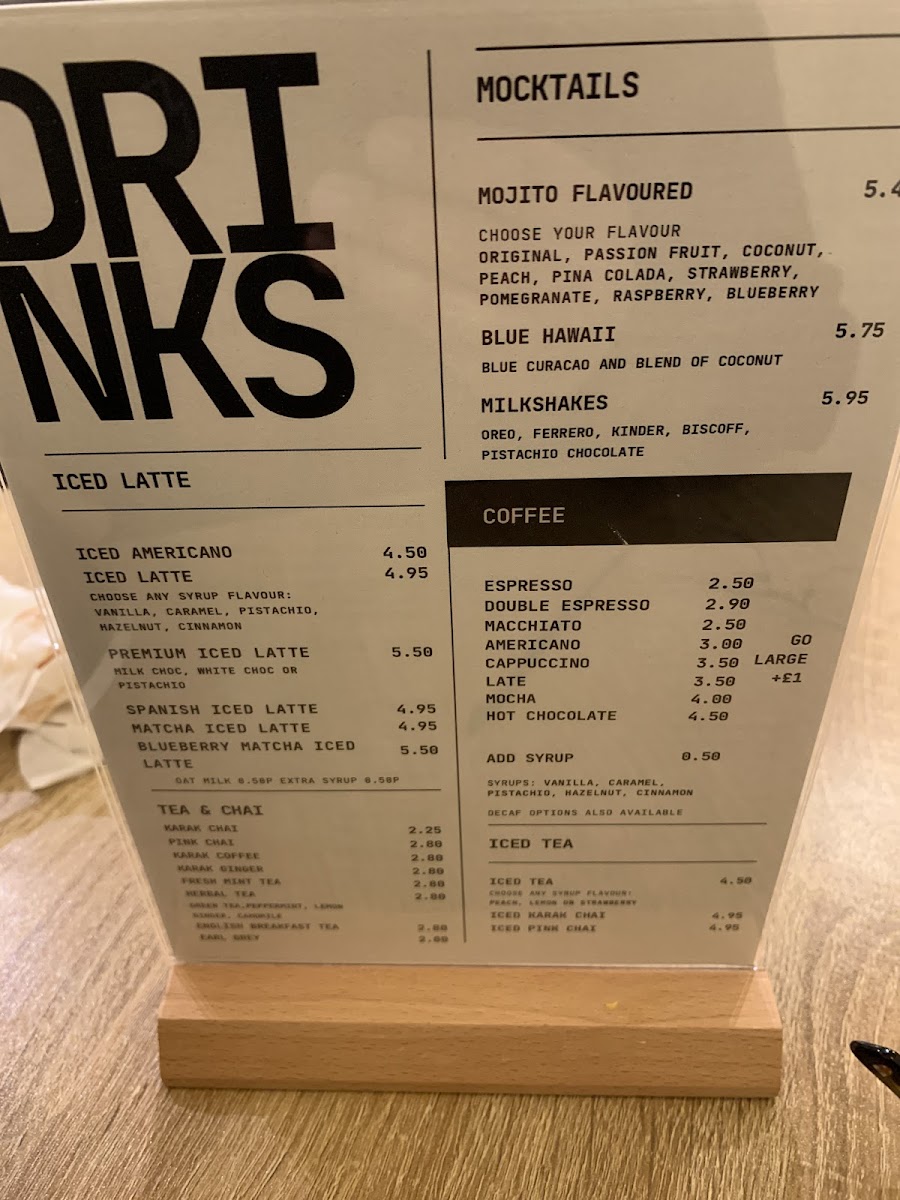 DRI
NKS
ICED LATTE
ICED AMERICANO 4.50
ICED LATTE 4.95
CHOOSE ANY SYRUP FLAVOUR:
VANILLA, CARAMEL, PISTACHIO,
HAZELNUT, CINNAMON
PREMIUM ICED LATTE 5.50
MILK CHOC, WHITE CHOC OR
PISTACHIO
SPANISH ICED LATTE 4.95
MATCHA ICED LATTE 4.95
BLUEBERRY MATCHA ICED 5.50
LATTE
OAT MILK 0.50P EXTRA SYRUP 0.50P
TEA & CHAI
KARAK CHAI 2.25
PINK CHAI 2.80
KARAK COFFEE 2.80
KARAK GINGER 2.80
FRESH MINT TEA 2.80
HERBAL TEA 2.80
GREEN TEA,PEPPERMINT, LEMON
GINGER, CAMOMILE
ENGLISH BREAKFAST TEA 2.80
EARL GREY 2.80
MOCKTAILS
MOJITO FLAVOURED 5.4
CHOOSE YOUR FLAVOUR
ORIGINAL, PASSION FRUIT, COCONUT,
PEACH, PINA COLADA, STRAWBERRY,
POMEGRANATE, RASPBERRY, BLUEBERRY
BLUE HAWAII 5.75
BLUE CURACAO AND BLEND OF COCONUT
MILKSHAKES 5.95
OREO, FERRERO, KINDER, BISCOFF,
PISTACHIO CHOCOLATE
COFFEE
ESPRESSO 2.50
DOUBLE ESPRESSO 2.90
MACCHIATO 2.50
AMERICANO 3.00
CAPPUCCINO 3.50
LATE 3.50
MOCHA 4.00
HOT CHOCOLATE 4.50
GO
LARGE
+£1
ADD SYRUP 0.50
SYRUPS: VANILLA, CARAMEL,
PISTACHIO, HAZELNUT, CINNAMON
DECAF OPTIONS ALSO AVAILABLE
ICED TEA
ICED TEA 4.50
CHOOSE ANY SYRUP FLAVOUR:
PEACH, LEMON OR STRAWBERRY
ICED KARAK CHAI 4.95
ICED PINK CHAI 4.95